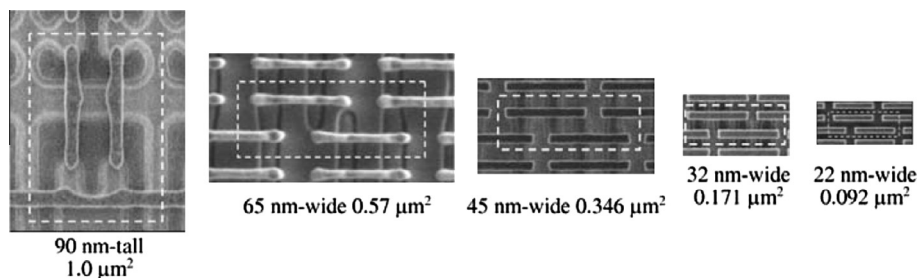 90 nm-tall
1.0 μm²
65 nm-wide 0.57 μm²
45 nm-wide 0.346 μm²
32 nm-wide
0.171 μm²
22 nm-wide
0.092 μm²